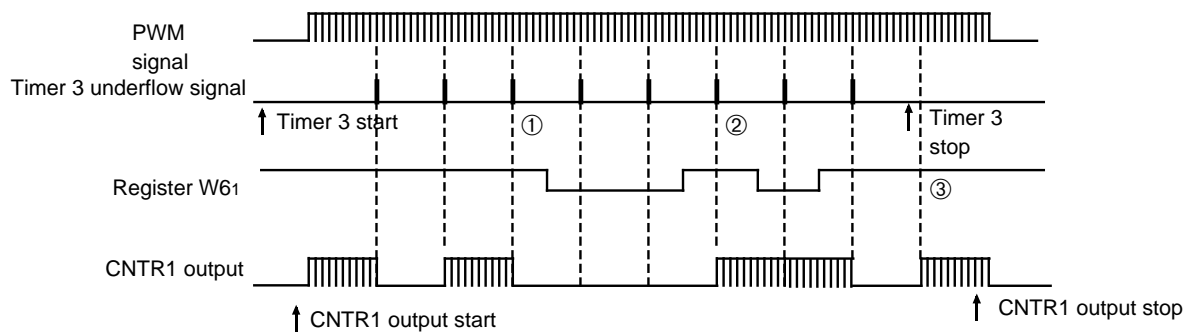 PWM
signal
Timer 3 underflow signal
Timer 3 start
①
②
Timer 3
stop
Register W61
③
CNTR1 output
CNTR1 output start
CNTR1 output stop